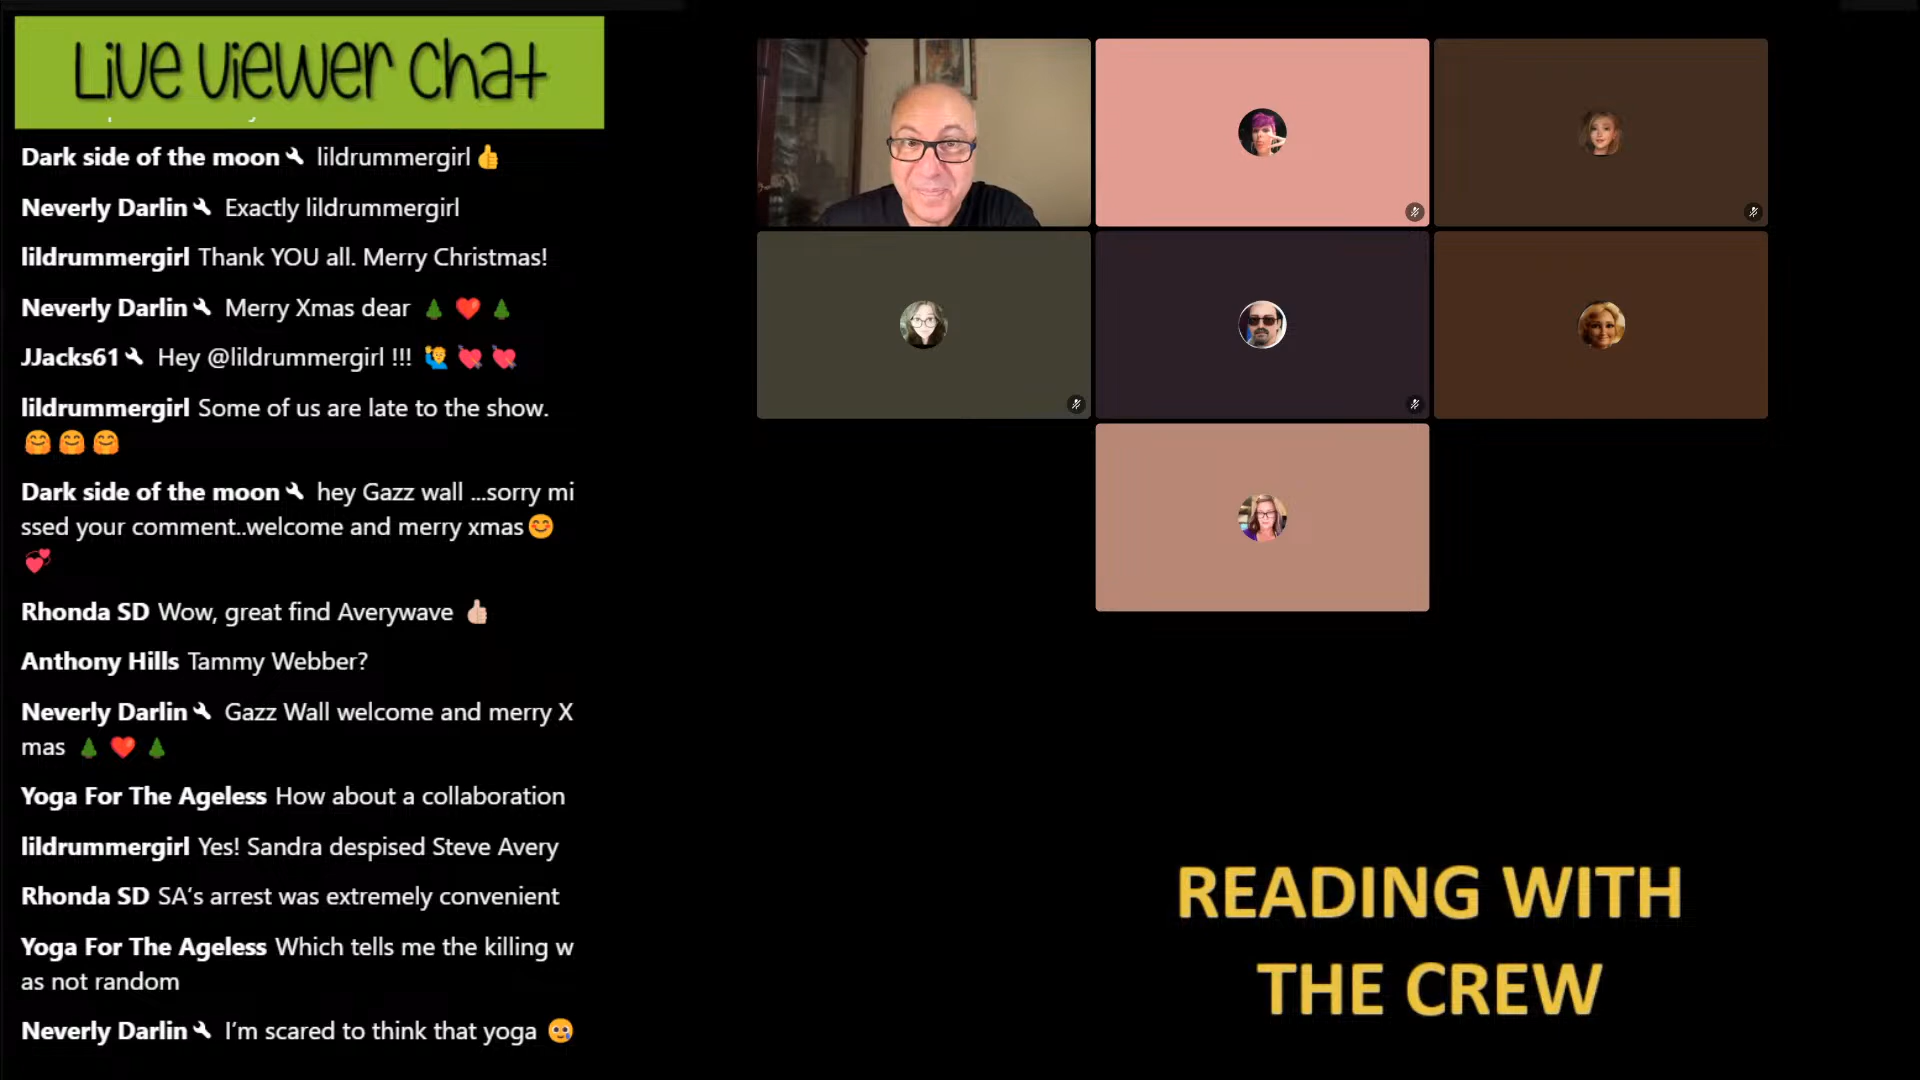 Live Viewer Chat
Dark side of the moon lildrummergirl👍
Neverly Darlin Exactly lildrummergirl
lildrummergirl Thank YOU all. Merry Christmas!
Neverly Darlin Merry Xmas dear 🌲 ❤️ 🌲
JJacks61 Hey @lildrummergirl !!! 🙋‍♂️ 💘 💘
lildrummergirl Some of us are late to the show.
🤗 🤗 🤗
Dark side of the moon hey Gazz wall ...sorry mi
ssed your comment..welcome and merry xmas😊
💞
Rhonda SD Wow, great find Averywave 👍🏻
Anthony Hills Tammy Webber?
Neverly Darlin Gazz Wall welcome and merry X
mas 🌲 ❤️ 🌲
Yoga For The Ageless How about a collaboration
lildrummergirl Yes! Sandra despised Steve Avery
Rhonda SD SA’s arrest was extremely convenient
Yoga For The Ageless Which tells me the killing w
as not random
Neverly Darlin I’m scared to think that yoga 🥲
READING WITH
THE CREW